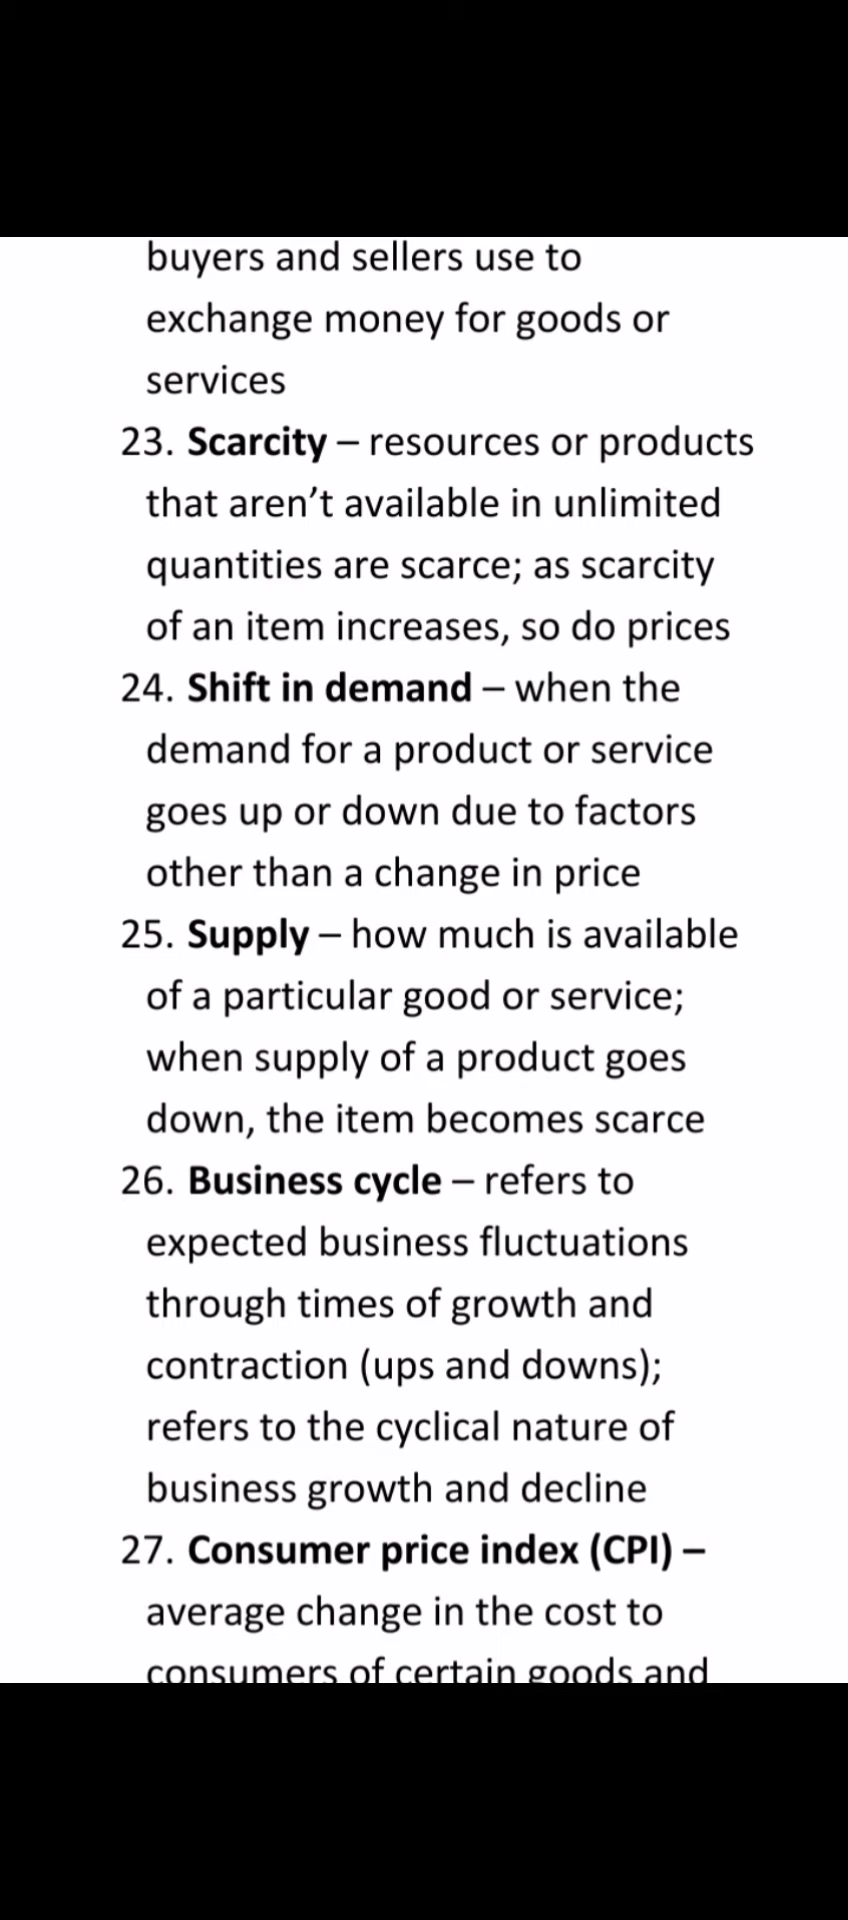 buyers and sellers use to
exchange money for goods or
services
23. Scarcity – resources or products
that aren’t available in unlimited
quantities are scarce; as scarcity
of an item increases, so do prices
24. Shift in demand – when the
demand for a product or service
goes up or down due to factors
other than a change in price
25. Supply – how much is available
of a particular good or service;
when supply of a product goes
down, the item becomes scarce
26. Business cycle – refers to
expected business fluctuations
through times of growth and
contraction (ups and downs);
refers to the cyclical nature of
business growth and decline
27. Consumer price index (CPI) –
average change in the cost to
consumers of certain goods and